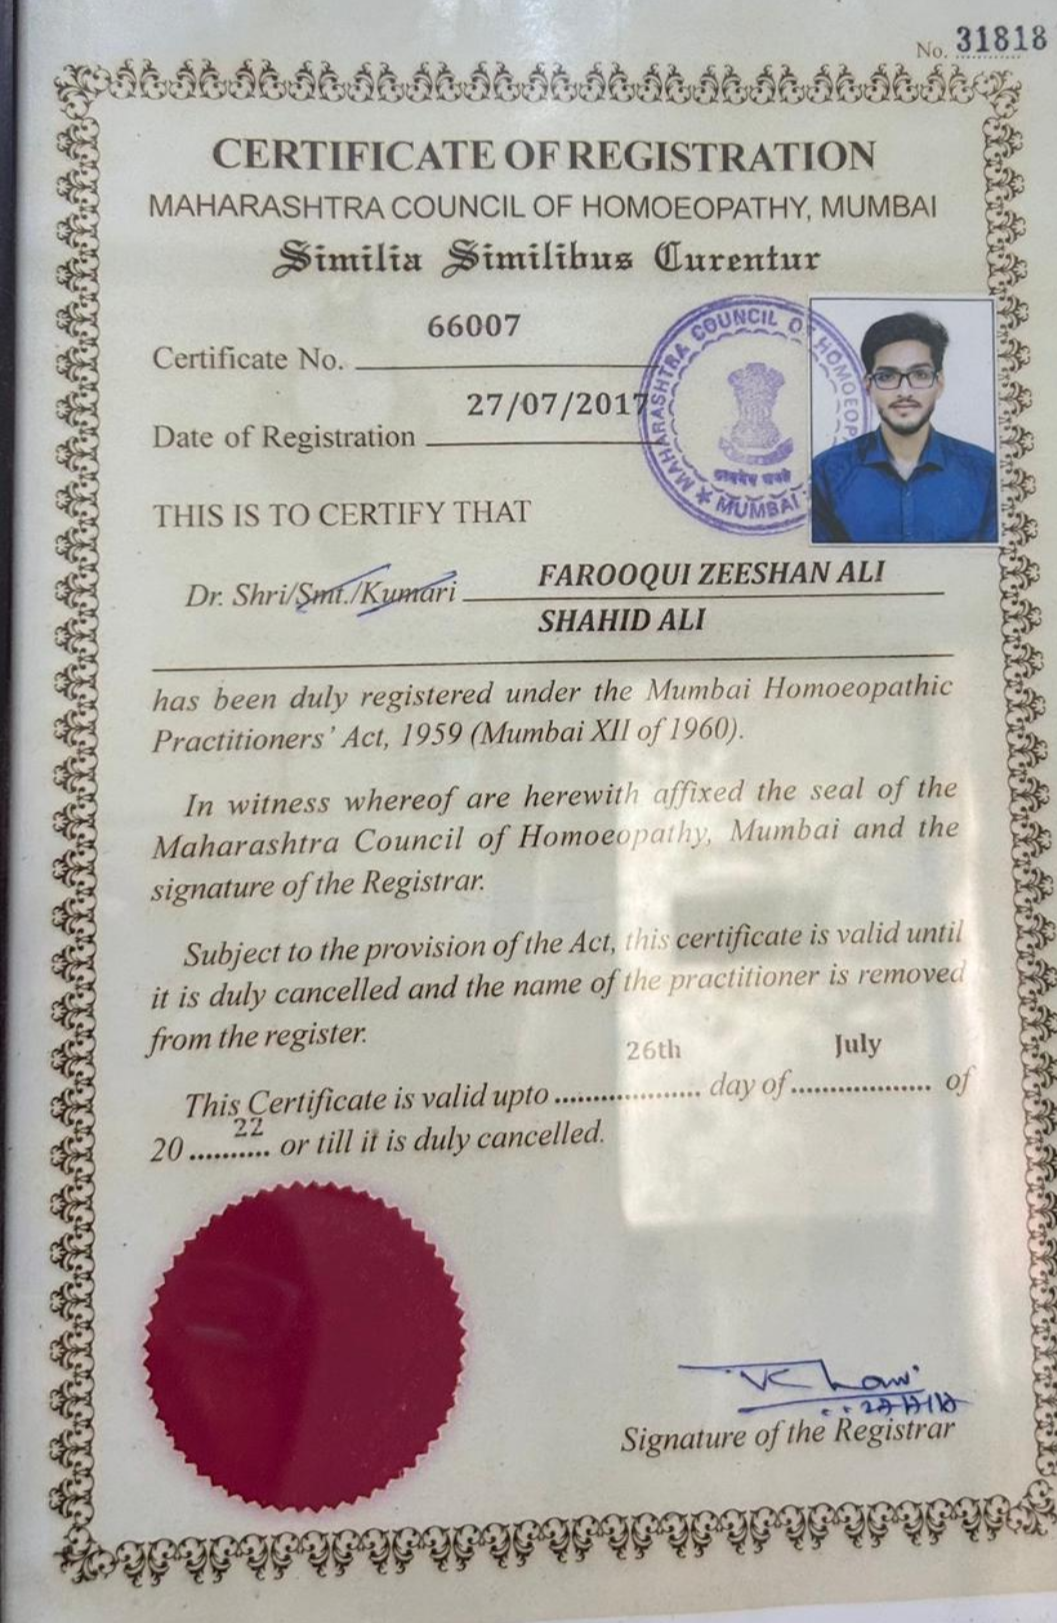 No. 31818
CERTIFICATE OF REGISTRATION
MAHARASHTRA COUNCIL OF HOMOEOPATHY, MUMBAI
Similia Similibus Curentur
66007
Certificate No.
27/07/2017
Date of Registration
MAHARASHTRA COUNCIL OF HOMOEOP
सत्यमेव जयते
★ MUMBAI
THIS IS TO CERTIFY THAT
Dr. Shri/Smt./Kumari FAROOQUI ZEESHAN ALI
SHAHID ALI
has been duly registered under the Mumbai Homoeopathic
Practitioners' Act, 1959 (Mumbai XII of 1960).
In witness whereof are herewith affixed the seal of the
Maharashtra Council of Homoeopathy, Mumbai and the
signature of the Registrar.
Subject to the provision of the Act, this certificate is valid until
it is duly cancelled and the name of the practitioner is removed
from the register.
26th July
This Certificate is valid upto .................. day of .................. of
22
20 .......... or till it is duly cancelled.
Signature of the Registrar